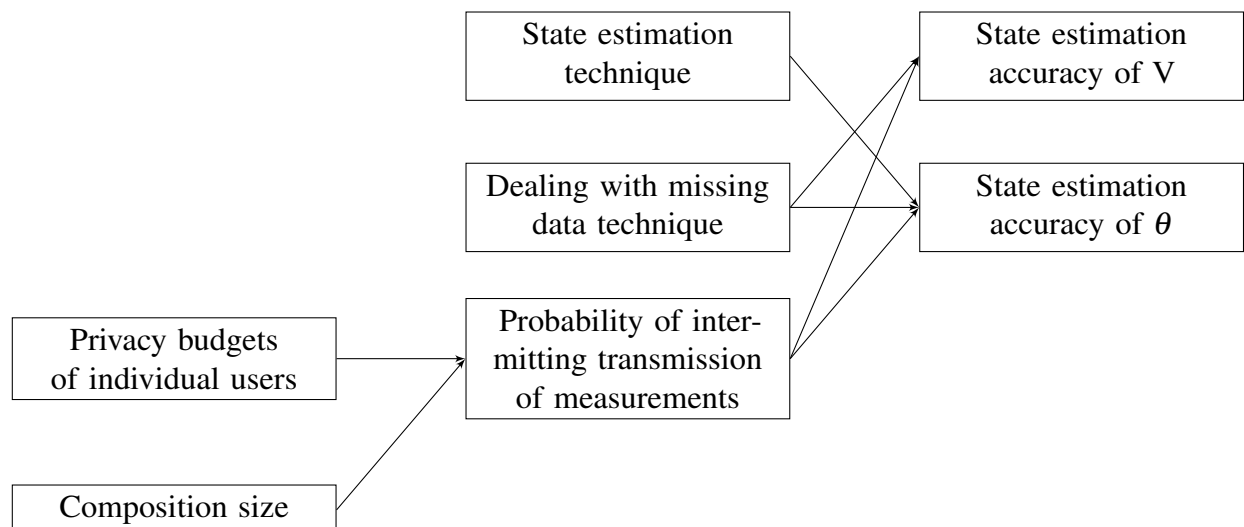 State estimation
technique
State estimation
accuracy of V
Dealing with missing
data technique
State estimation
accuracy of θ
Privacy budgets
of individual users
Probability of inter-
mitting transmission
of measurements
Composition size